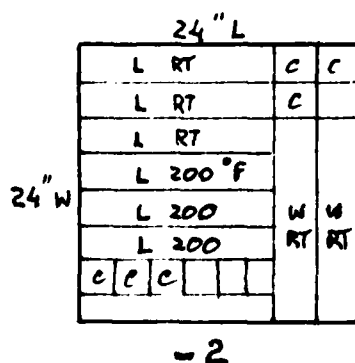 24" L
L RT C C
L RT C
L RT
L 200 °F
24" W L 200 W W
L 200 RT RT
C C C
- 2